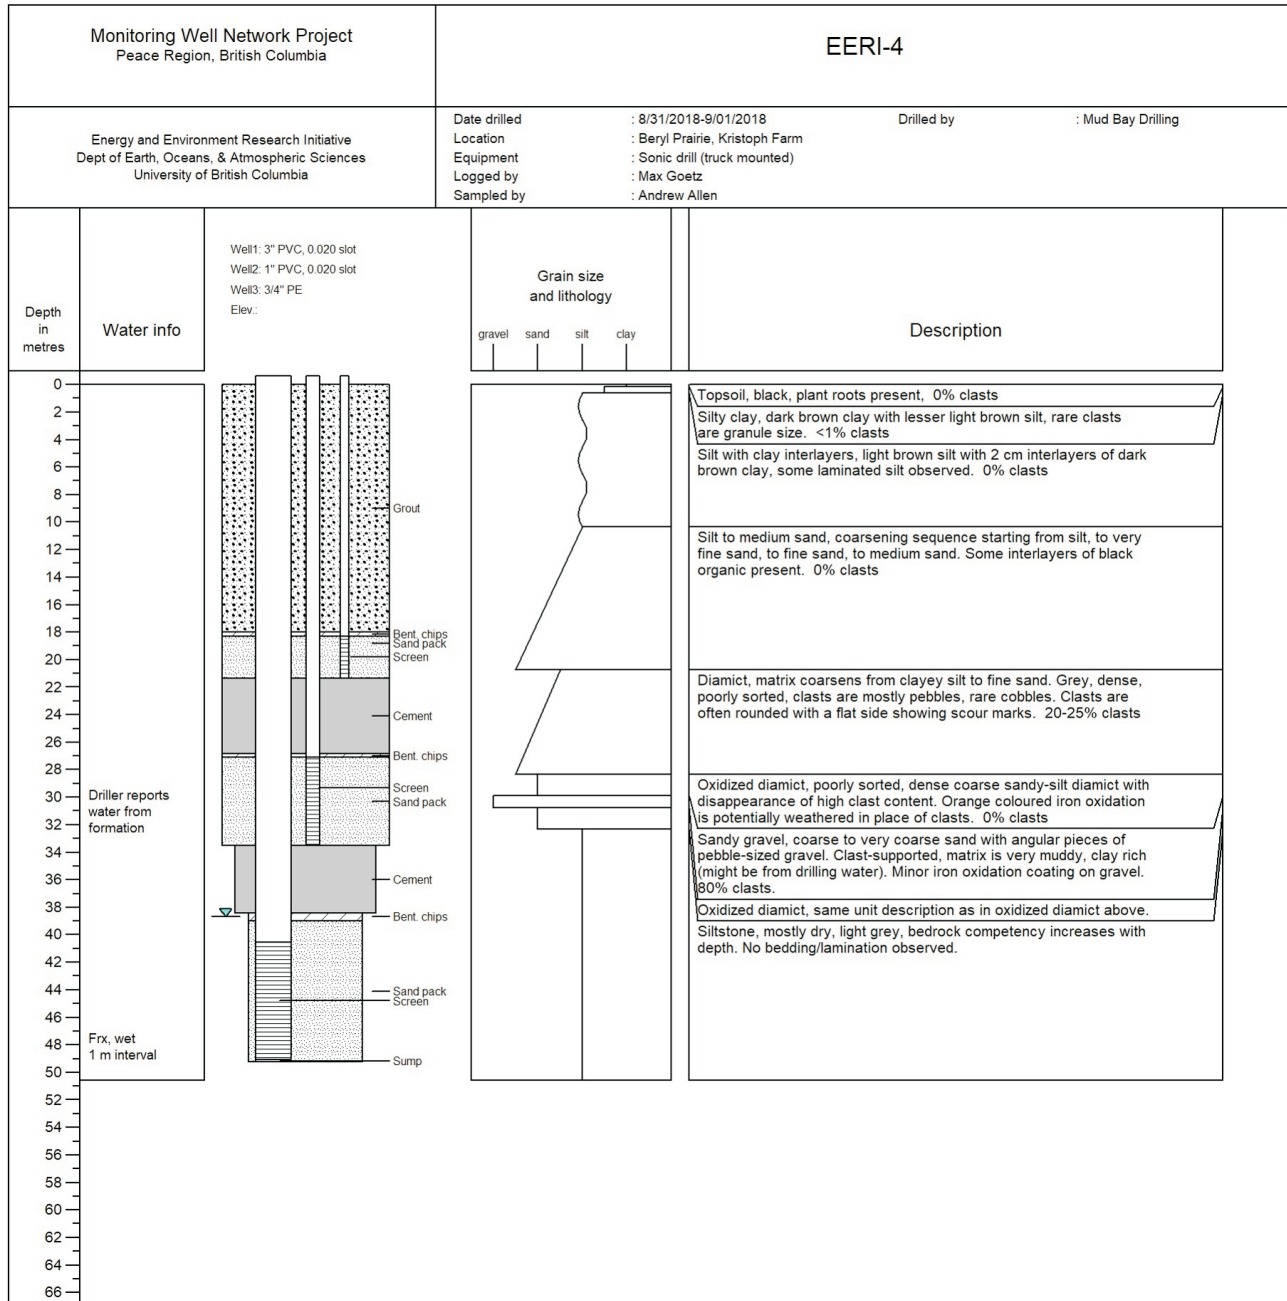 Monitoring Well Network Project
Peace Region, British Columbia
EERI-4
Energy and Environment Research Initiative
Dept of Earth, Oceans, & Atmospheric Sciences
University of British Columbia
Date drilled : 8/31/2018-9/01/2018 Drilled by : Mud Bay Drilling
Location : Beryl Prairie, Kristoph Farm
Equipment : Sonic drill (truck mounted)
Logged by : Max Goetz
Sampled by : Andrew Allen
Depth
in
metres
Water info
Well1: 3" PVC, 0.020 slot
Well2: 1" PVC, 0.020 slot
Well3: 3/4" PE
Elev.:
Grain size
and lithology
gravel sand silt clay
Description
0
2
4
6
8
10
12
14
16
18
20
22
24
26
28
30
32
34
36
38
40
42
44
46
48
50
52
54
56
58
60
62
64
66
Driller reports
water from
formation
Frx, wet
1 m interval
Grout
Bent. chips
Sand pack
Screen
Cement
Bent. chips
Screen
Sand pack
Cement
Bent. chips
Sand pack
Screen
Sump
Topsoil, black, plant roots present, 0% clasts
Silty clay, dark brown clay with lesser light brown silt, rare clasts
are granule size. <1% clasts
Silt with clay interlayers, light brown silt with 2 cm interlayers of dark
brown clay, some laminated silt observed. 0% clasts
Silt to medium sand, coarsening sequence starting from silt, to very
fine sand, to fine sand, to medium sand. Some interlayers of black
organic present. 0% clasts
Diamict, matrix coarsens from clayey silt to fine sand. Grey, dense,
poorly sorted, clasts are mostly pebbles, rare cobbles. Clasts are
often rounded with a flat side showing scour marks. 20-25% clasts
Oxidized diamict, poorly sorted, dense coarse sandy-silt diamict with
disappearance of high clast content. Orange coloured iron oxidation
is potentially weathered in place of clasts. 0% clasts
Sandy gravel, coarse to very coarse sand with angular pieces of
pebble-sized gravel. Clast-supported, matrix is very muddy, clay rich
(might be from drilling water). Minor iron oxidation coating on gravel.
80% clasts.
Oxidized diamict, same unit description as in oxidized diamict above.
Siltstone, mostly dry, light grey, bedrock competency increases with
depth. No bedding/lamination observed.